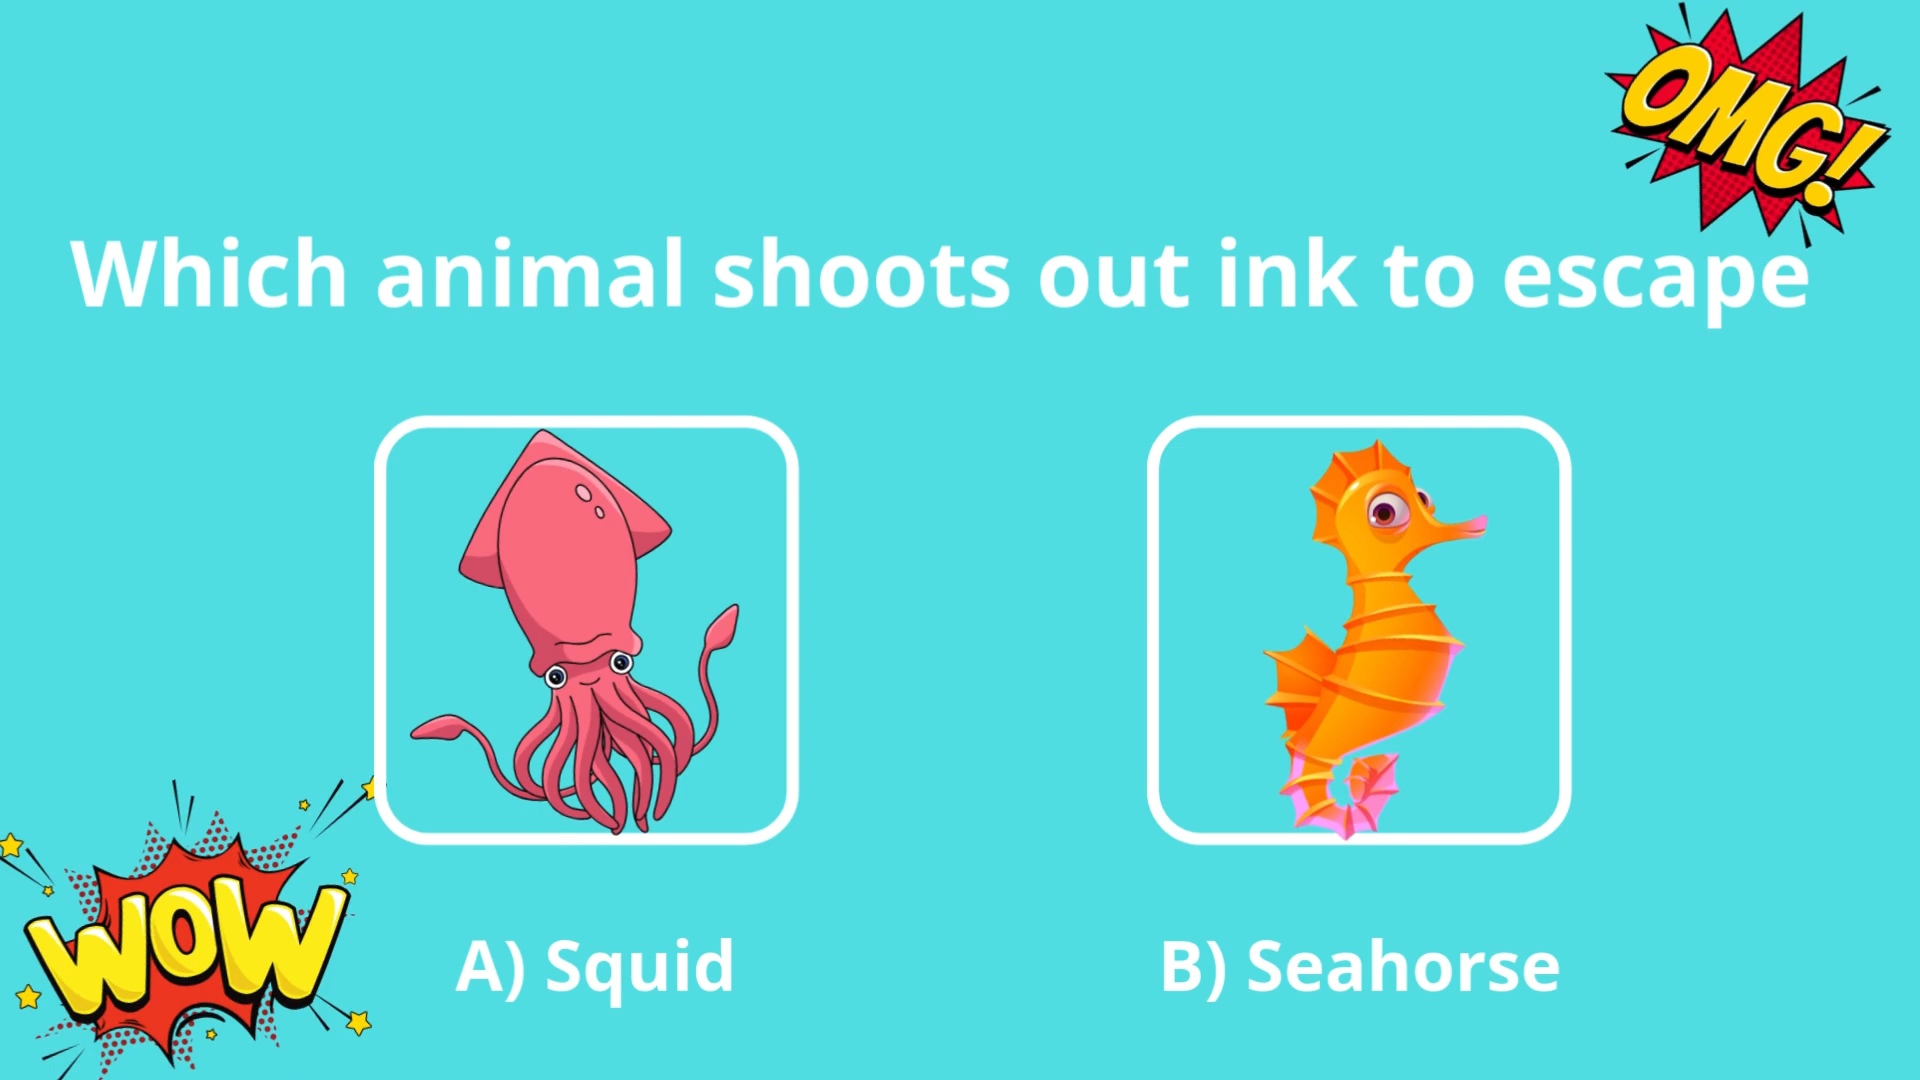 OMG!
Which animal shoots out ink to escape
A) Squid
B) Seahorse
WOW